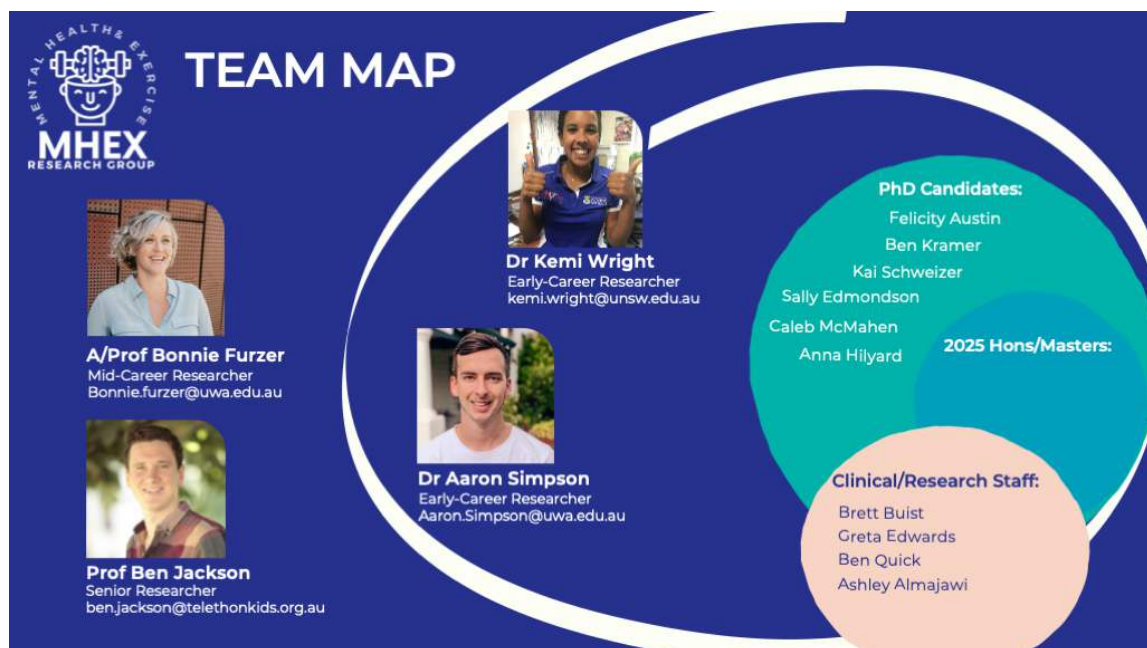 MENTAL HEALTH & EXERCISE
MHEX
RESEARCH GROUP
TEAM MAP
A/Prof Bonnie Furzer
Mid-Career Researcher
Bonnie.furzer@uwa.edu.au
Prof Ben Jackson
Senior Researcher
ben.jackson@telethonkids.org.au
Dr Kemi Wright
Early-Career Researcher
kemi.wright@unsw.edu.au
Dr Aaron Simpson
Early-Career Researcher
Aaron.Simpson@uwa.edu.au
PhD Candidates:
Felicity Austin
Ben Kramer
Kai Schweizer
Sally Edmondson
Caleb McMahen
Anna Hilyard
2025 Hons/Masters:
Clinical/Research Staff:
Brett Buist
Greta Edwards
Ben Quick
Ashley Almajawi